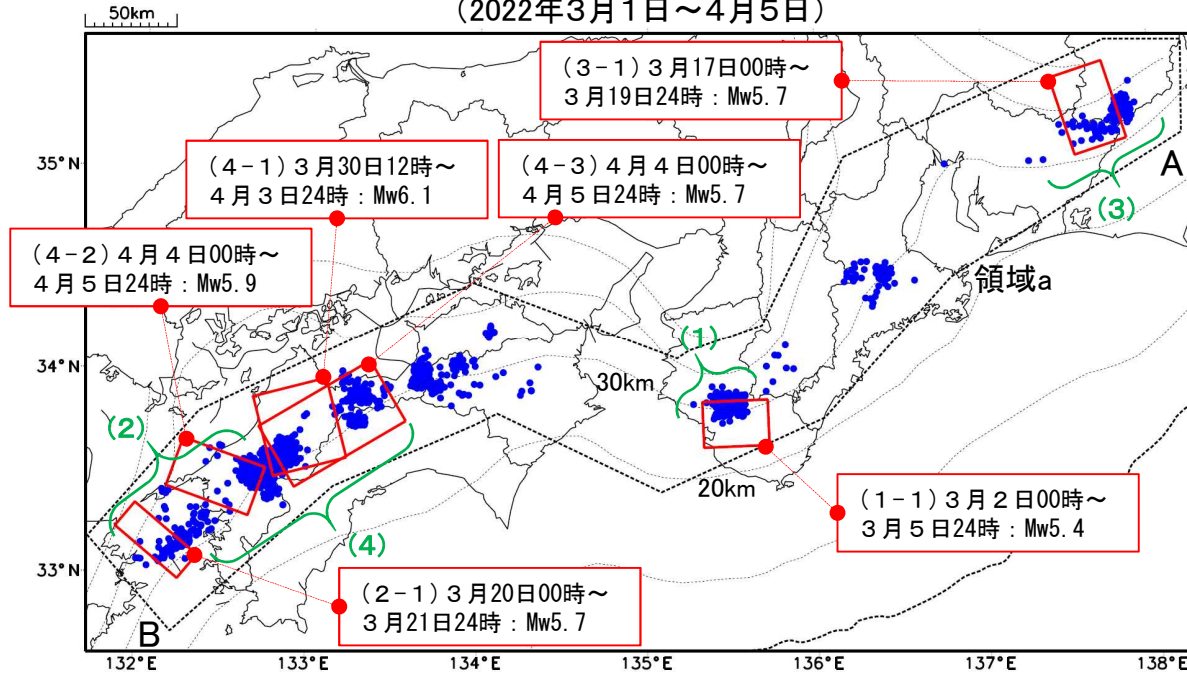 (2022年3月1日~4月5日)
50km
(3-1)3月17日00時~
3月19日24時:Mw5.7
35°N
(4-1)3月30日12時~
4月3日24時:Mw6.1
(4-3)4月4日00時~
4月5日24時:Mw5.7
A
(3)
(4-2)4月4日00時~
4月5日24時:Mw5.9
領域a
(1)
34°N
30km
(2)
20km
(1-1)3月2日00時~
3月5日24時:Mw5.4
(4)
33°N
(2-1)3月20日00時~
3月21日24時:Mw5.7
B
132°E
133°E
134°E
135°E
136°E
137°E
138°E